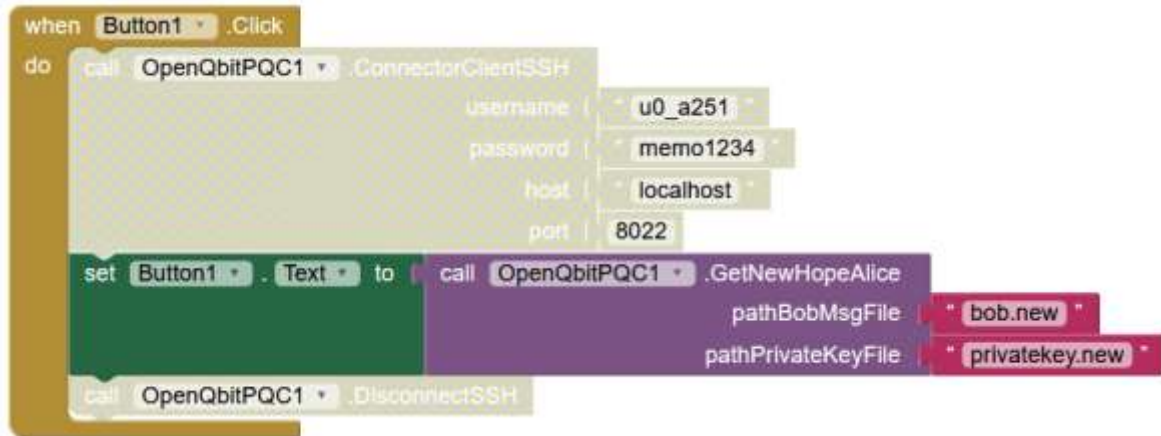 when Button1 .Click
do call OpenQbitPQC1 .ConnectorClientSSH
username " u0_a251 "
password " memo1234 "
host " localhost "
port 8022
set Button1 . Text to call OpenQbitPQC1 .GetNewHopeAlice
pathBobMsgFile " bob.new "
pathPrivateKeyFile " privatekey.new "
call OpenQbitPQC1 .DisconnectSSH